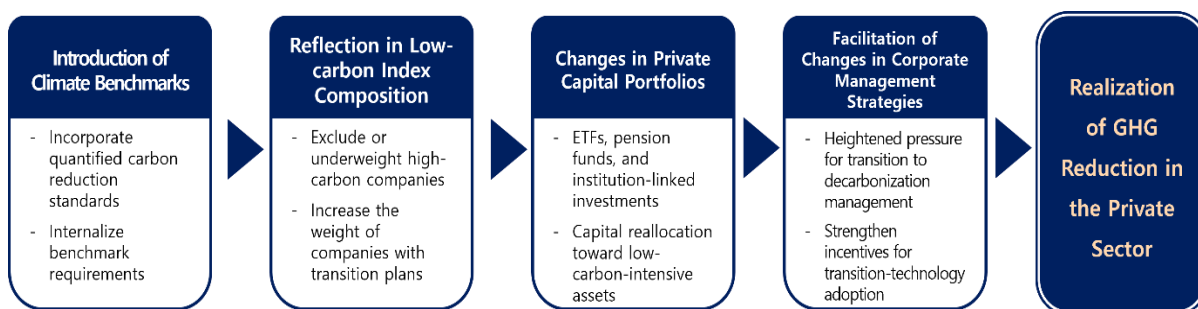 Introduction of
Climate Benchmarks
- Incorporate
quantified carbon
reduction
standards
- Internalize
benchmark
requirements
Reflection in Low-
carbon Index
Composition
- Exclude or
underweight high-
carbon companies
- Increase the
weight of
companies with
transition plans
Changes in Private
Capital Portfolios
- ETFs, pension
funds, and
institution-linked
investments
- Capital reallocation
toward low-
carbon-intensive
assets
Facilitation of
Changes in Corporate
Management
Strategies
- Heightened pressure
for transition to
decarbonization
management
- Strengthen
incentives for
transition-technology
adoption
Realization
of GHG
Reduction in
the Private
Sector